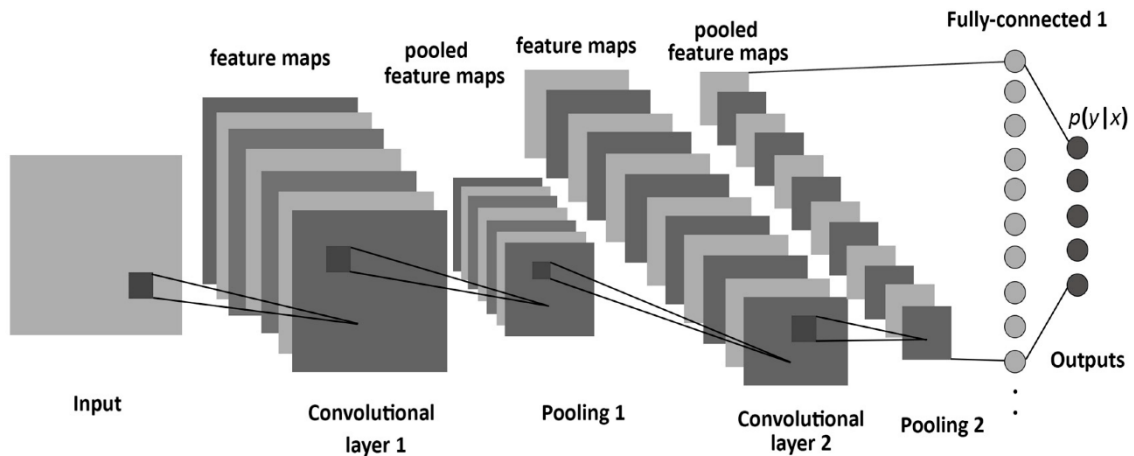 Fully-connected 1
feature maps
pooled
feature maps
feature maps
pooled
feature maps
p(y|x)
Outputs
Input
Convolutional
layer 1
Pooling 1
Convolutional
layer 2
Pooling 2